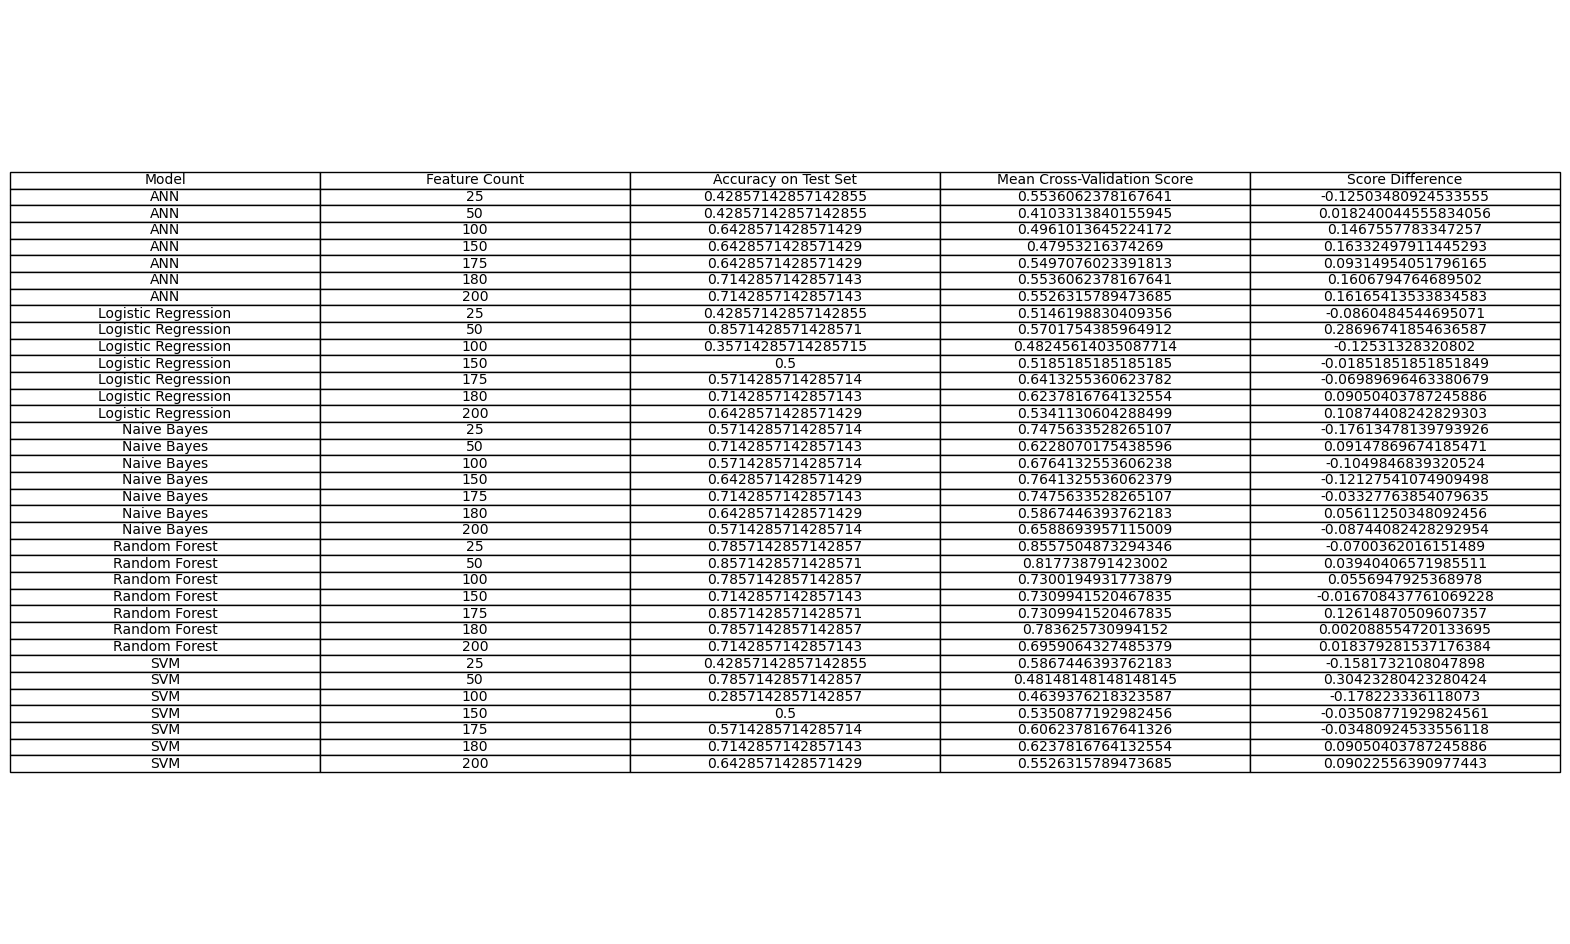 Model Feature Count Accuracy on Test Set Mean Cross-Validation Score Score Difference
ANN 25 0.42857142857142855 0.5536062378167641 -0.12503480924533555
ANN 50 0.42857142857142855 0.4103313840155945 0.018240044555834056
ANN 100 0.6428571428571429 0.4961013645224172 0.1467557783347257
ANN 150 0.6428571428571429 0.47953216374269 0.16332497911445293
ANN 175 0.6428571428571429 0.5497076023391813 0.09314954051796165
ANN 180 0.7142857142857143 0.5536062378167641 0.1606794764689502
ANN 200 0.7142857142857143 0.5526315789473685 0.16165413533834583
Logistic Regression 25 0.42857142857142855 0.5146198830409356 -0.0860484544695071
Logistic Regression 50 0.8571428571428571 0.5701754385964912 0.28696741854636587
Logistic Regression 100 0.35714285714285715 0.48245614035087714 -0.12531328320802
Logistic Regression 150 0.5 0.5185185185185185 -0.01851851851851849
Logistic Regression 175 0.5714285714285714 0.6413255360623782 -0.06989696463380679
Logistic Regression 180 0.7142857142857143 0.6237816764132554 0.09050403787245886
Logistic Regression 200 0.6428571428571429 0.5341130604288499 0.10874408242829303
Naive Bayes 25 0.5714285714285714 0.7475633528265107 -0.17613478139793926
Naive Bayes 50 0.7142857142857143 0.6228070175438596 0.09147869674185471
Naive Bayes 100 0.5714285714285714 0.6764132553606238 -0.1049846839320524
Naive Bayes 150 0.6428571428571429 0.7641325536062379 -0.12127541074909498
Naive Bayes 175 0.7142857142857143 0.7475633528265107 -0.03327763854079635
Naive Bayes 180 0.6428571428571429 0.5867446393762183 0.05611250348092456
Naive Bayes 200 0.5714285714285714 0.6588693957115009 -0.08744082428292954
Random Forest 25 0.7857142857142857 0.8557504873294346 -0.0700362016151489
Random Forest 50 0.8571428571428571 0.817738791423002 0.03940406571985511
Random Forest 100 0.7857142857142857 0.7300194931773879 0.0556947925368978
Random Forest 150 0.7142857142857143 0.7309941520467835 -0.016708437761069228
Random Forest 175 0.8571428571428571 0.7309941520467835 0.12614870509607357
Random Forest 180 0.7857142857142857 0.783625730994152 0.002088554720133695
Random Forest 200 0.7142857142857143 0.6959064327485379 0.018379281537176384
SVM 25 0.42857142857142855 0.5867446393762183 -0.1581732108047898
SVM 50 0.7857142857142857 0.48148148148148145 0.30423280423280424
SVM 100 0.2857142857142857 0.4639376218323587 -0.178223336118073
SVM 150 0.5 0.5350877192982456 -0.03508771929824561
SVM 175 0.5714285714285714 0.6062378167641326 -0.03480924533556118
SVM 180 0.7142857142857143 0.6237816764132554 0.09050403787245886
SVM 200 0.6428571428571429 0.5526315789473685 0.09022556390977443